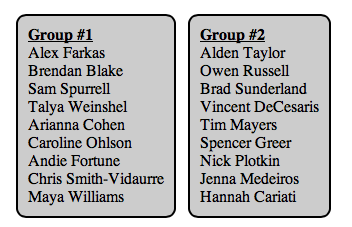 Group #1
Alex Farkas
Brendan Blake
Sam Spurrell
Talya Weinshel
Arianna Cohen
Caroline Ohlson
Andie Fortune
Chris Smith-Vidaurre
Maya Williams
Group #2
Alden Taylor
Owen Russell
Brad Sunderland
Vincent DeCesaris
Tim Mayers
Spencer Greer
Nick Plotkin
Jenna Medeiros
Hannah Cariati